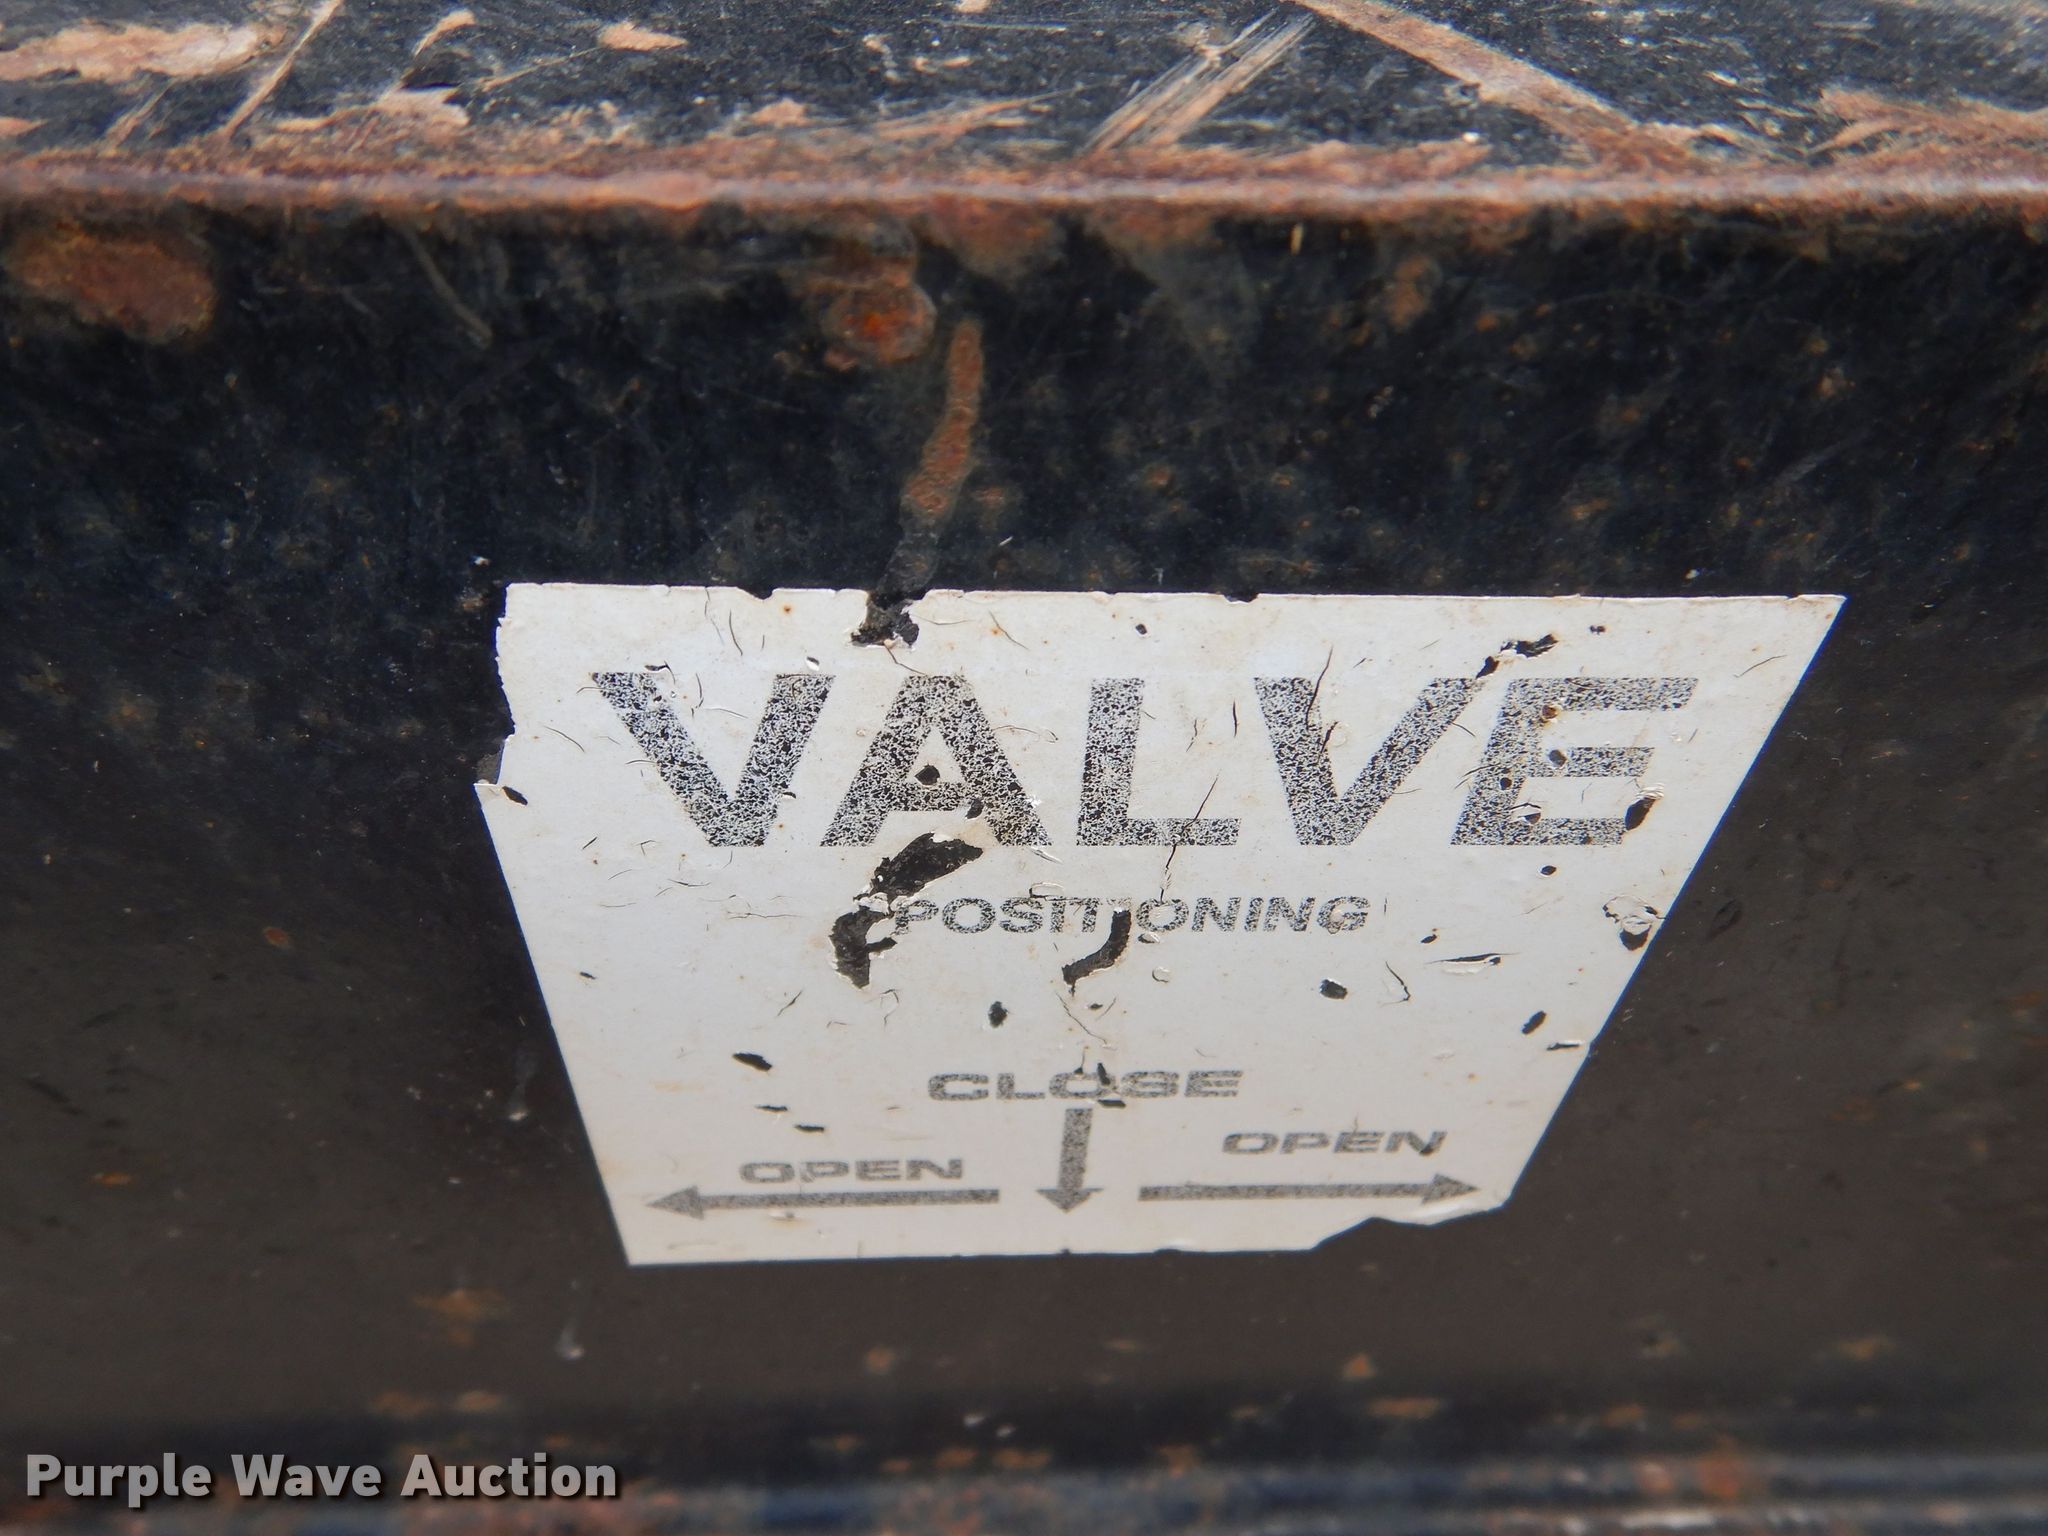 VALVE
POSITIONING
CLOSE
OPEN OPEN
Purple Wave Auction